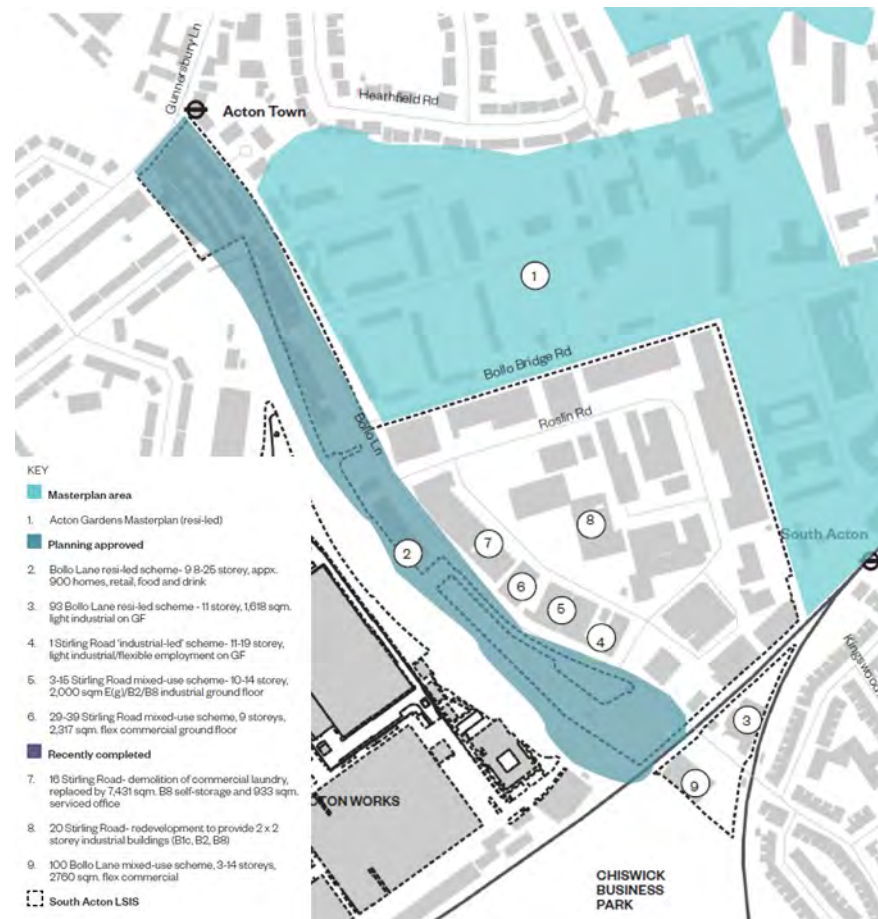 Gunnersbury Ln
Acton Town
Heathfield Rd
1
Bollo Bridge Rd
Roslin Rd
Bollo Ln
South Acton
8
7
2
6
5
4
3
9
Kingswood
TON WORKS
CHISWICK
BUSINESS
PARK
KEY
Masterplan area
1. Acton Gardens Masterplan (resi-led)
Planning approved
2. Bollo Lane resi-led scheme- 9 8-25 storey, appx.
900 homes, retail, food and drink
3. 93 Bollo Lane resi-led scheme - 11 storey, 1,618 sqm.
light industrial on GF
4. 1 Stirling Road 'industrial-led' scheme- 11-19 storey,
light industrial/flexible employment on GF
5. 3-15 Stirling Road mixed-use scheme- 10-14 storey,
2,000 sqm E(g)/B2/B8 industrial ground floor
6. 29-39 Stirling Road mixed-use scheme, 9 storeys,
2,317 sqm. flex commercial ground floor
Recently completed
7. 16 Stirling Road- demolition of commercial laundry,
replaced by 7,431 sqm. B8 self-storage and 933 sqm.
serviced office
8. 20 Stirling Road- redevelopment to provide 2 x 2
storey industrial buildings (B1c, B2, B8)
9. 100 Bollo Lane mixed-use scheme, 3-14 storeys,
2760 sqm. flex commercial
South Acton LSIS